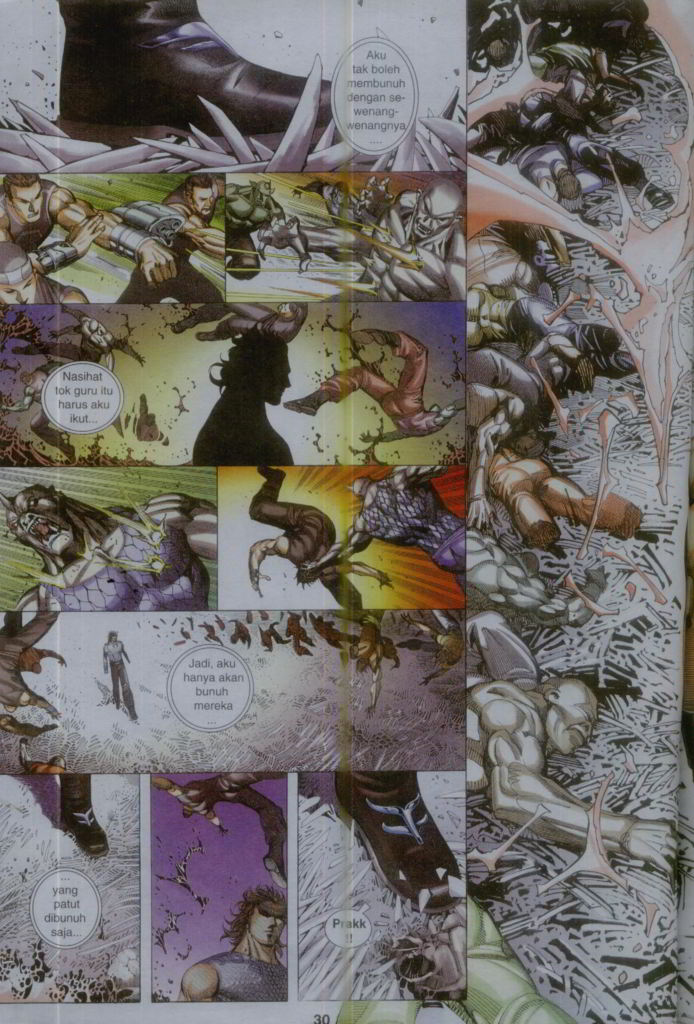 Aku
tak boleh
membunuh
dengan se-
wenang-
wenangnya
....
Nasihat
tok guru itu
harus aku
ikut...
Jadi, aku
hanya akan
bunuh
mereka
...
...
yang
patut
dibunuh
saja...
Prakk
!!
30